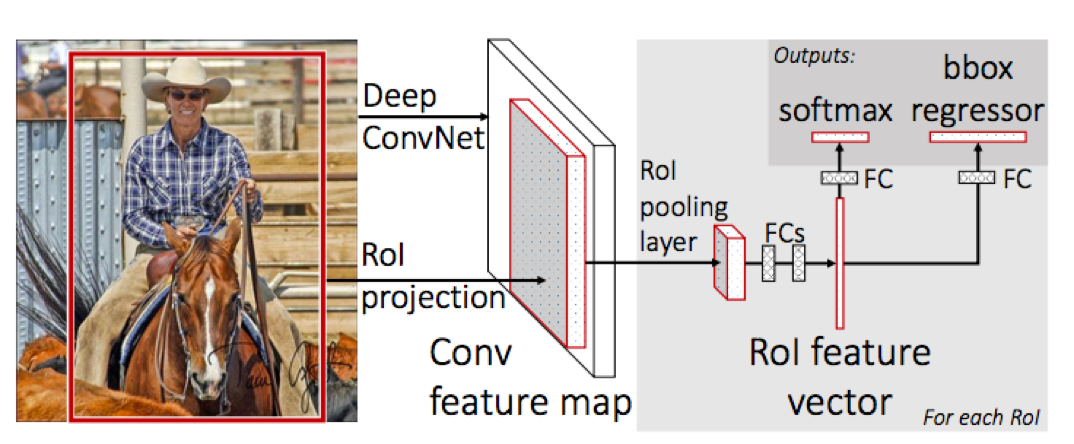 Deep
ConvNet
RoI
projection
Conv
feature map
RoI
pooling
layer
FCs
RoI feature
vector
Outputs:
softmax
bbox
regressor
FC
FC
For each RoI